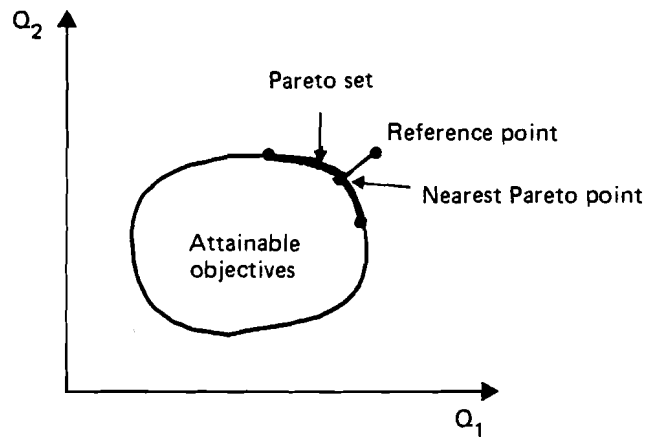 Q2
Pareto set
Reference point
Nearest Pareto point
Attainable
objectives
Q1